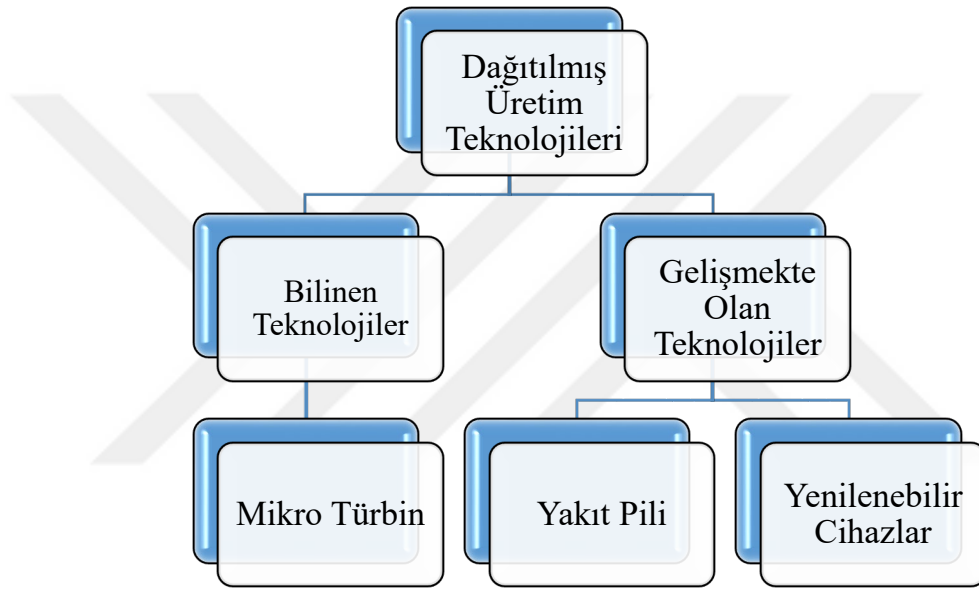 Dağıtılmış
Üretim
Teknolojileri
Bilinen
Teknolojiler
Gelişmekte
Olan
Teknolojiler
Mikro Türbin
Yakıt Pili
Yenilenebilir
Cihazlar